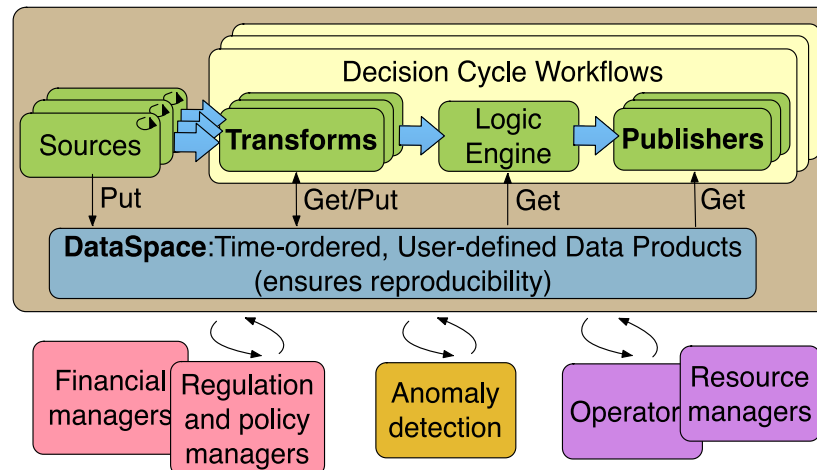 Decision Cycle Workflows
Sources
Transforms
Logic
Engine
Publishers
Put
Get/Put
Get
Get
DataSpace:Time-ordered, User-defined Data Products
(ensures reproducibility)
Financial
managers
Regulation
and policy
managers
Anomaly
detection
Operator
Resource
managers